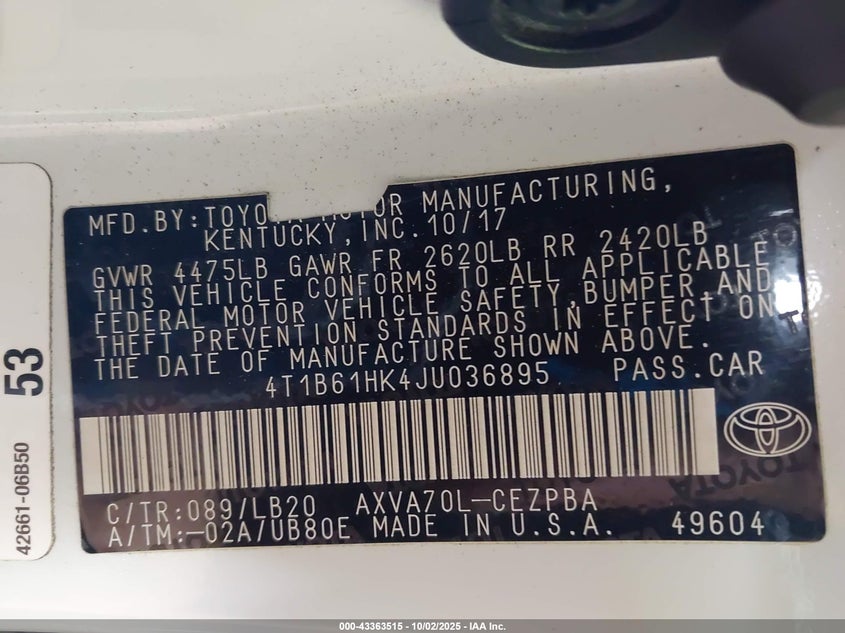 MFD.BY:TOYOTA MOTOR MANUFACTURING,
KENTUCKY,INC.10/17
GVWR 4475LB GAWR FR 2620LB RR 2420LB
THIS VEHICLE CONFORMS TO ALL APPLICABLE
FEDERAL MOTOR VEHICLE SAFETY,BUMPER AND
THEFT PREVENTION STANDARDS IN EFFECT ON
THE DATE OF MANUFACTURE SHOWN ABOVE.
4T1B61HK4JU036895 PASS.CAR
C/TR:089/LB20 AXVA70L-CEZPBA
A/TM:-02A/UB80E MADE IN U.S.A. 49604
TOYOTA
53
42661-06B50
000-43363515 - 10/02/2025 - IAA Inc.